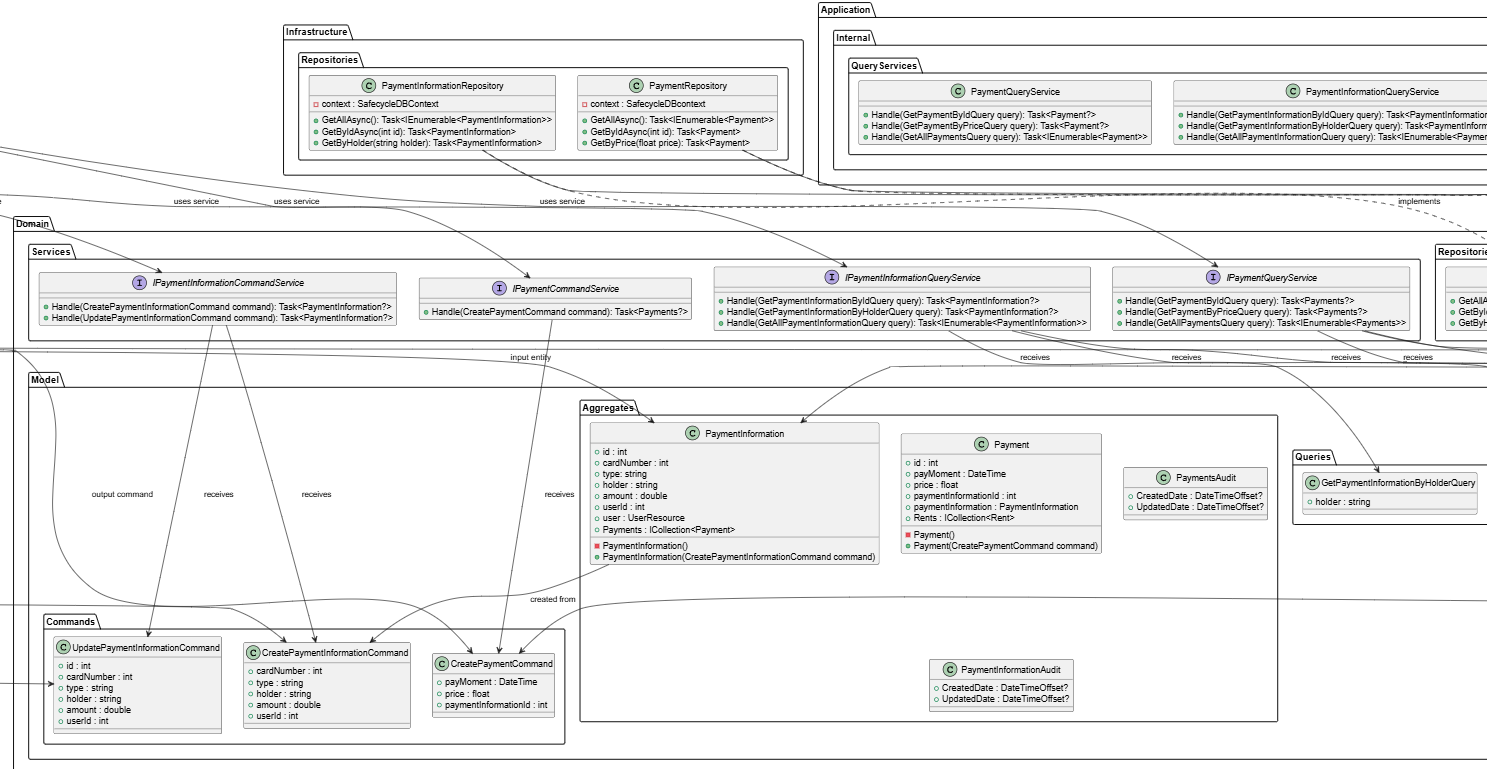 Application
Infrastructure
Internal
Repositories
QueryServices
C PaymentInformationRepository
context : SafecycleDBContext
GetAllAsync(): Task<IEnumerable<PaymentInformation>>
GetByIdAsync(int id): Task<PaymentInformation>
GetByHolder(string holder): Task<PaymentInformation>
C PaymentRepository
context : SafecycleDBcontext
GetAllAsync(): Task<IEnumerable<Payment>>
GetByIdAsync(int id): Task<Payment>
GetByPrice(float price): Task<Payment>
C PaymentQueryService
Handle(GetPaymentByIdQuery query): Task<Payment?>
Handle(GetPaymentByPriceQuery query): Task<Payment?>
Handle(GetAllPaymentsQuery query): Task<IEnumerable<Payment>>
C PaymentInformationQueryService
Handle(GetPaymentInformationByIdQuery query): Task<PaymentInformation
Handle(GetPaymentInformationByHolderQuery query): Task<PaymentInform
Handle(GetAllPaymentInformationQuery query): Task<IEnumerable<Payment
uses service
uses service
uses service
implements
Domain
Services
Repositorie
I IPaymentInformationCommandService
Handle(CreatePaymentInformationCommand command): Task<PaymentInformation?>
Handle(UpdatePaymentInformationCommand command): Task<PaymentInformation?>
I IPaymentCommandService
Handle(CreatePaymentCommand command): Task<Payments?>
I IPaymentInformationQueryService
Handle(GetPaymentInformationByIdQuery query): Task<PaymentInformation?>
Handle(GetPaymentInformationByHolderQuery query): Task<PaymentInformation?>
Handle(GetAllPaymentInformationQuery query): Task<IEnumerable<PaymentInformation>>
I IPaymentQueryService
Handle(GetPaymentByIdQuery query): Task<Payments?>
Handle(GetPaymentByPriceQuery query): Task<Payments?>
Handle(GetAllPaymentsQuery query): Task<IEnumerable<Payments>>
GetAllA
GetById
GetByH
input entity
receives
receives
receives
receives
Model
Aggregates
C PaymentInformation
id : int
cardNumber : int
type: string
holder : string
amount : double
userId : int
user : UserResource
Payments : ICollection<Payment>
PaymentInformation()
PaymentInformation(CreatePaymentInformationCommand command)
C Payment
id : int
payMoment : DateTime
price : float
paymentInformationId : int
paymentinformation : PaymentInformation
Rents : ICollection<Rent>
Payment()
Payment(CreatePaymentCommand command)
C PaymentsAudit
CreatedDate : DateTimeOffset?
UpdatedDate : DateTimeOffset?
Queries
C GetPaymentInformationByHolderQuery
holder : string
output command
receives
receives
receives
created from
Commands
C UpdatePaymentInformationCommand
id : int
cardNumber : int
type : string
holder : string
amount : double
userId : int
C CreatePaymentInformationCommand
cardNumber : int
type : string
holder : string
amount : double
userId : int
C CreatePaymentCommand
payMoment : DateTime
price : float
paymentinformationId : int
C PaymentInformationAudit
CreatedDate : DateTimeOffset?
UpdatedDate : DateTimeOffset?